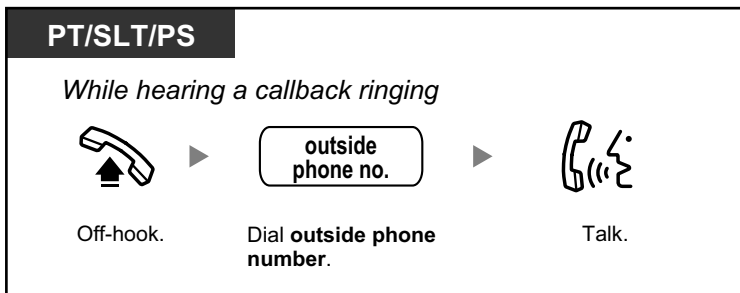 PT/SLT/PS
While hearing a callback ringing
outside
phone no.
Off-hook.
Dial outside phone
number.
Talk.